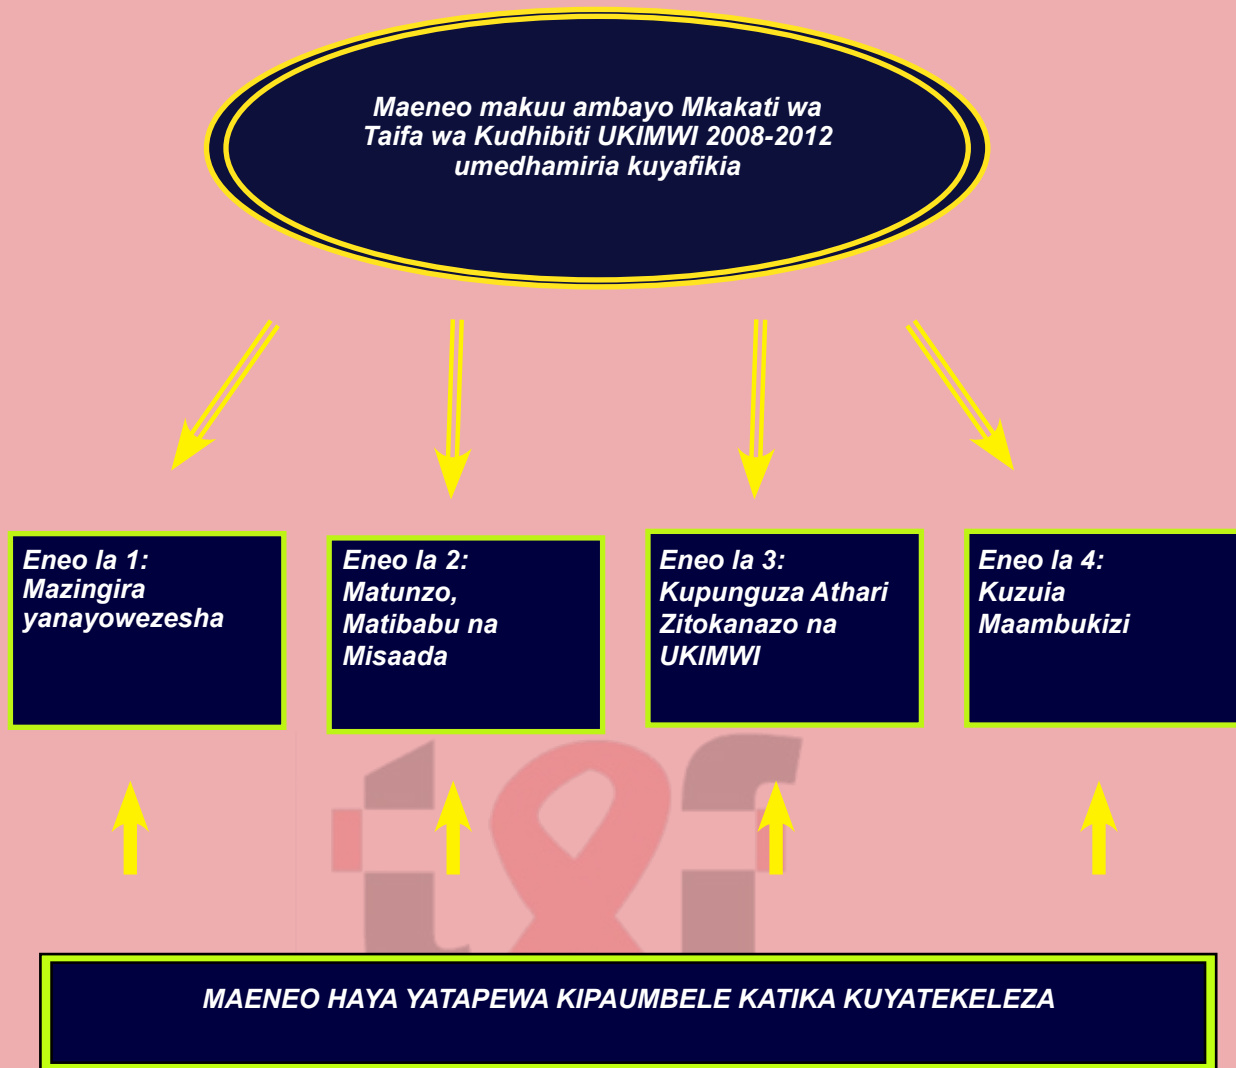 Maeneo makuu ambayo Mkakati wa
Taifa wa Kudhibiti UKIMWI 2008-2012
umedhamiria kuyafikia
Eneo la 1:
Mazingira
yanayowezesha
Eneo la 2:
Matunzo,
Matibabu na
Misaada
Eneo la 3:
Kupunguza Athari
Zitokanazo na
UKIMWI
Eneo la 4:
Kuzuia
Maambukizi
MAENEO HAYA YATAPEWA KIPAUMBELE KATIKA KUYATEKELEZA